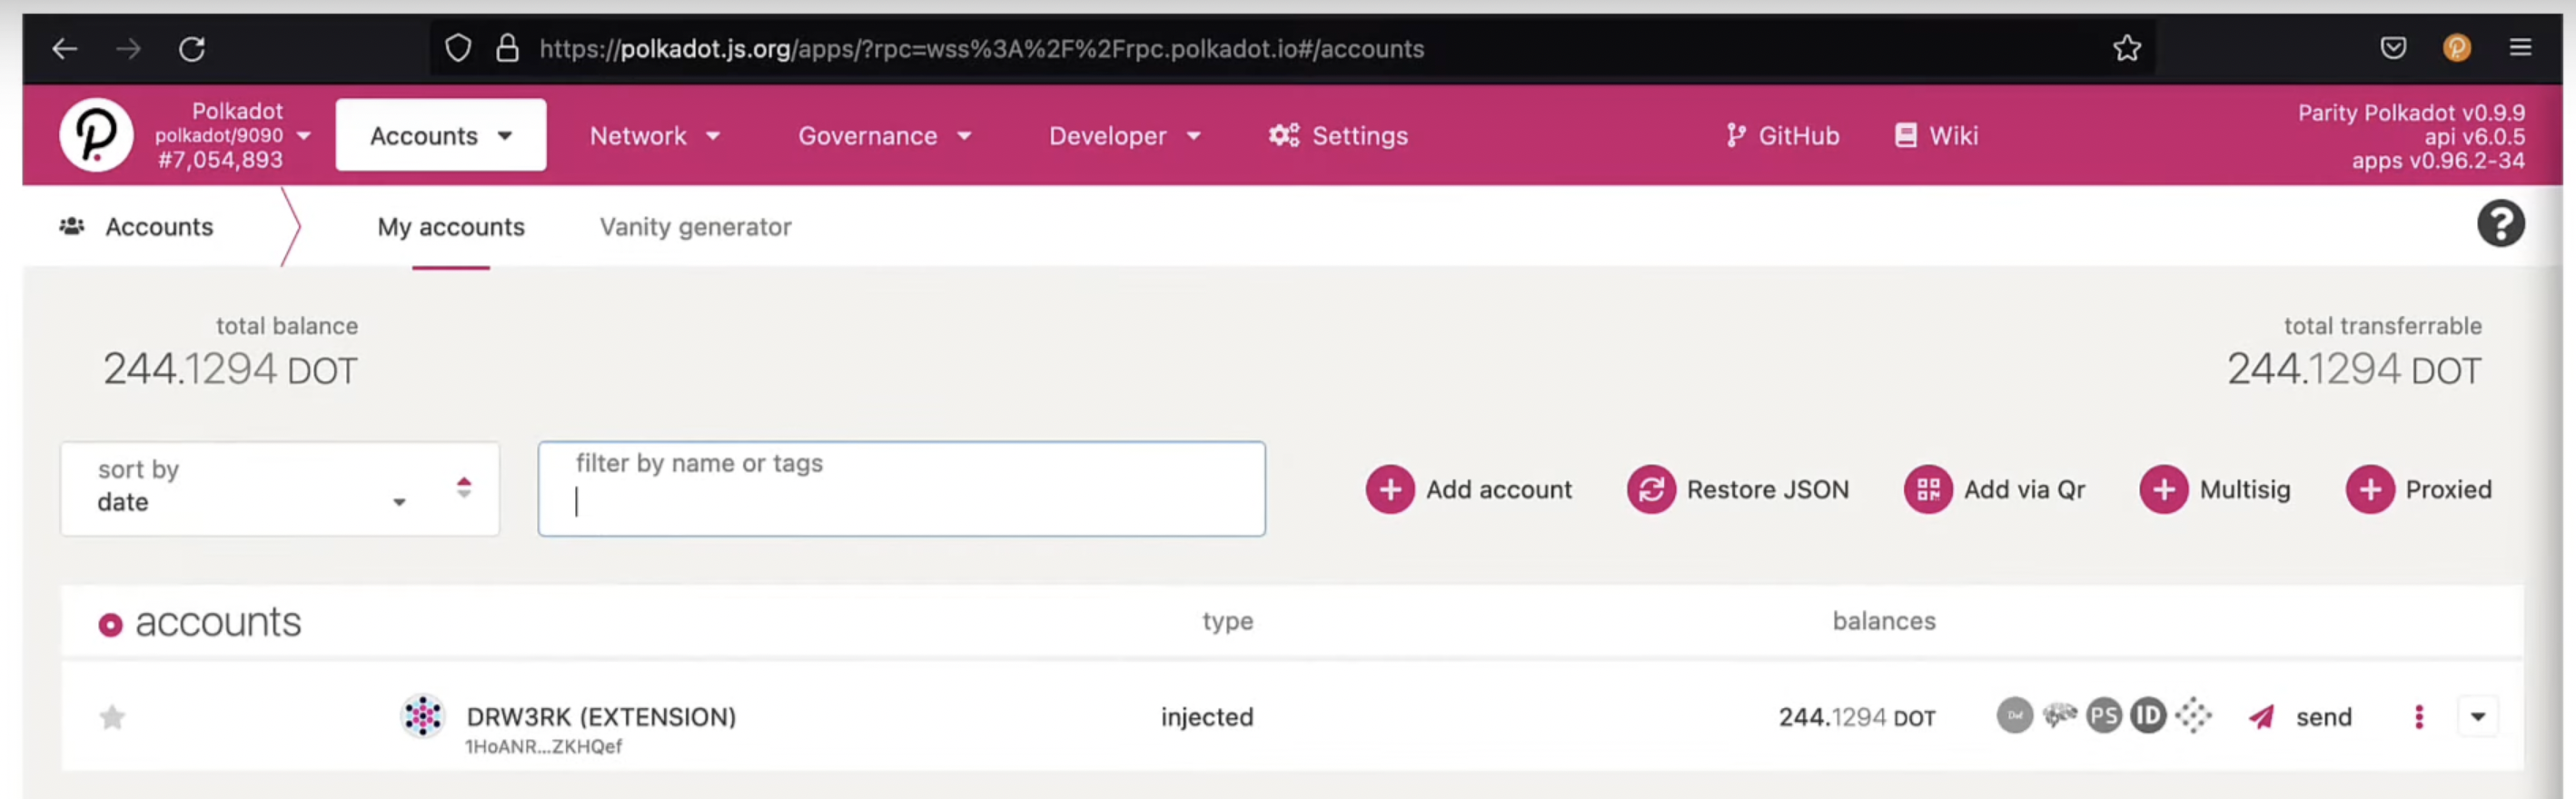 https://polkadot.js.org/apps/?rpc=wss%3A%2F%2Frpc.polkadot.io#/accounts
Polkadot
polkadot/9090
#7,054,893
Accounts
Network
Governance
Developer
Settings
GitHub
Wiki
Parity Polkadot v0.9.9
api v6.0.5
apps v0.96.2-34
Accounts
My accounts
Vanity generator
?
total balance
244.1294 DOT
total transferrable
244.1294 DOT
sort by
date
filter by name or tags
Add account
Restore JSON
Add via Qr
Multisig
Proxied
accounts
type
balances
DRW3RK (EXTENSION)
1HoANR...ZKHQef
injected
244.1294 DOT
PS
ID
send